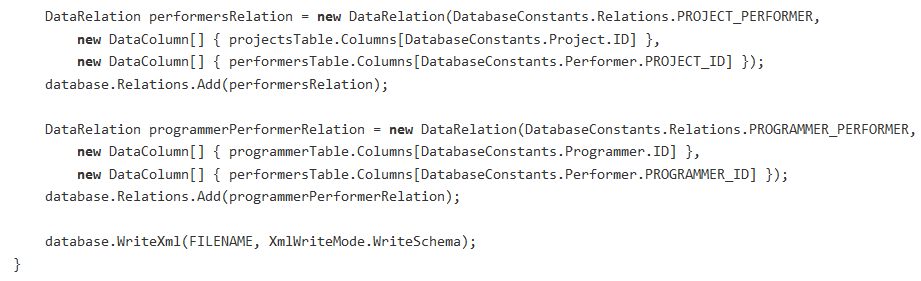 DataRelation performersRelation = new DataRelation(DatabaseConstants.Relations.PROJECT_PERFORMER,
new DataColumn[] { projectsTable.Columns[DatabaseConstants.Project.ID] },
new DataColumn[] { performersTable.Columns[DatabaseConstants.Performer.PROJECT_ID] });
database.Relations.Add(performersRelation);
DataRelation programmerPerformerRelation = new DataRelation(DatabaseConstants.Relations.PROGRAMMER_PERFORMER,
new DataColumn[] { programmerTable.Columns[DatabaseConstants.Programmer.ID] },
new DataColumn[] { performersTable.Columns[DatabaseConstants.Performer.PROGRAMMER_ID] });
database.Relations.Add(programmerPerformerRelation);
database.WriteXml(FILENAME, XmlWriteMode.WriteSchema);
}